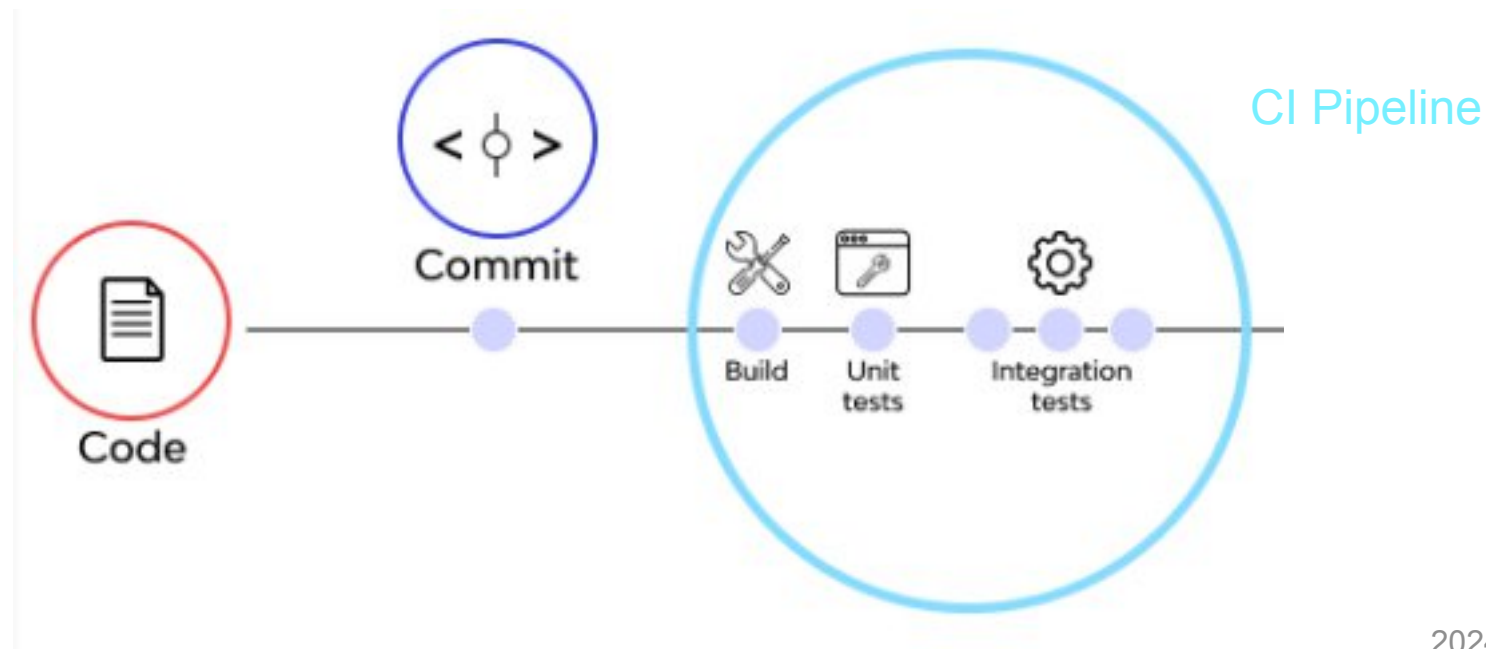 CI Pipeline
< >
Commit
Code
Build
Unit
tests
Integration
tests